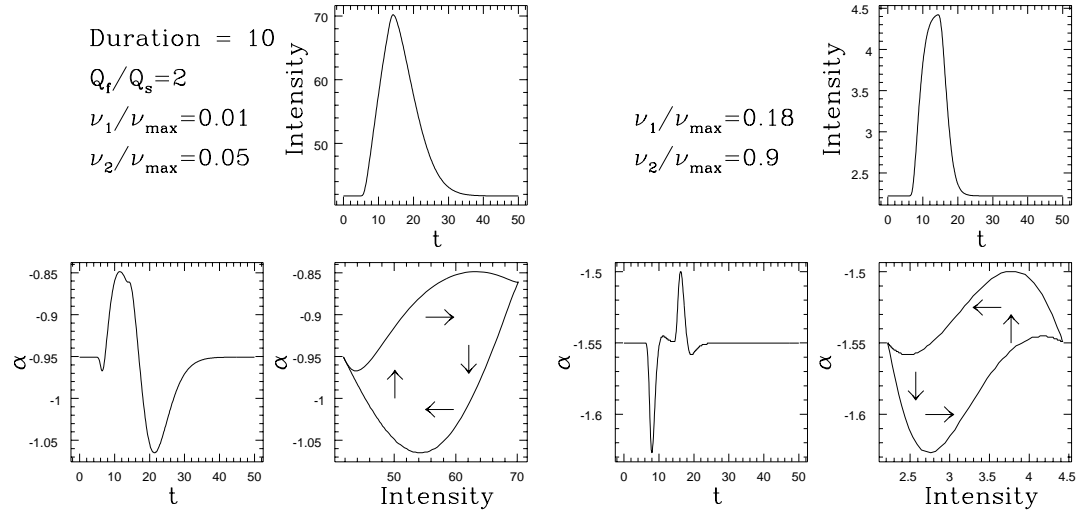 Duration = 10
Q_f/Q_s=2
ν_1/ν_max=0.01
ν_2/ν_max=0.05
Intensity
70
60
50
0 10 20 30 40 50
t
ν_1/ν_max=0.18
ν_2/ν_max=0.9
Intensity
4.5
4
3.5
3
2.5
0 10 20 30 40 50
t
α
-0.85
-0.9
-0.95
-1
-1.05
0 10 20 30 40 50
t
α
-0.85
-0.9
-0.95
-1
-1.05
50 60 70
Intensity
α
-1.5
-1.55
-1.6
0 10 20 30 40 50
t
α
-1.5
-1.55
-1.6
2.5 3 3.5 4 4.5
Intensity